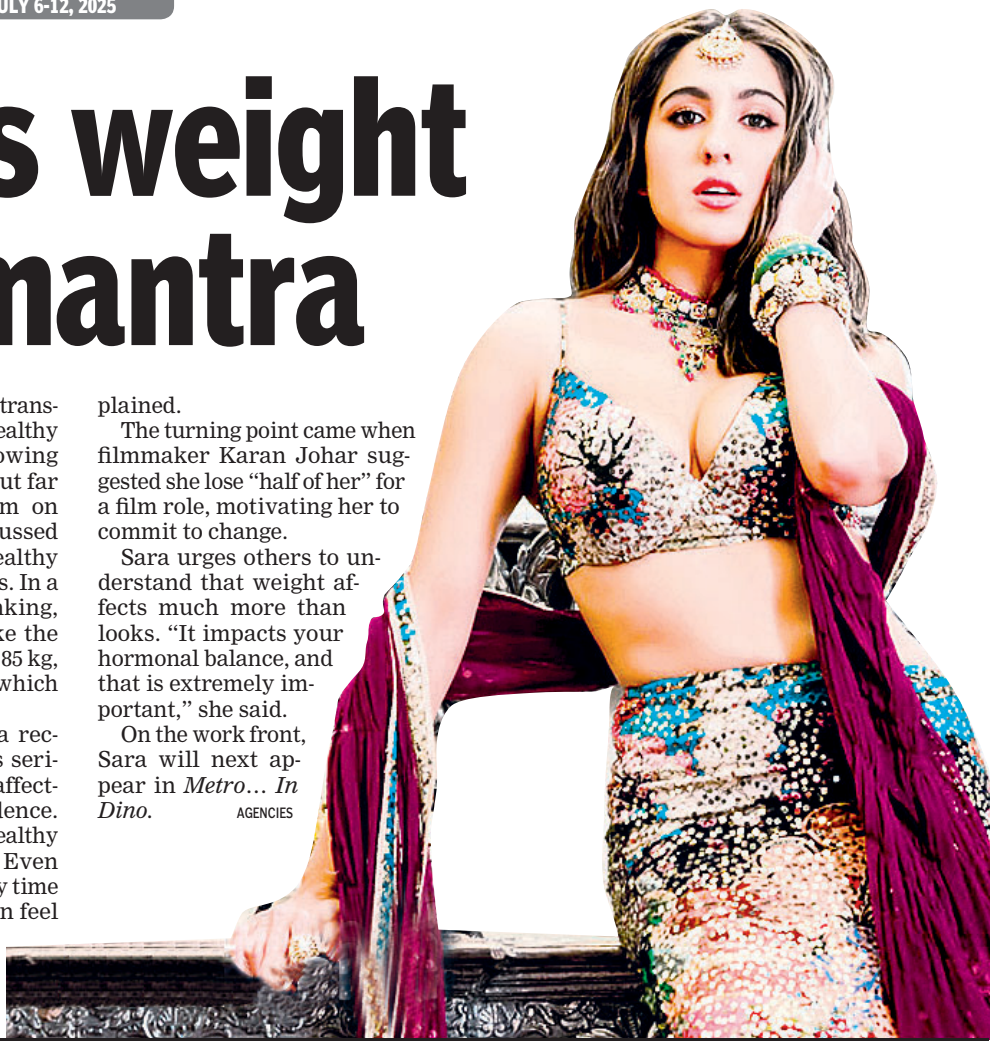 JULY 6-12, 2025
s weight
mantra
trans-
ealthy
owing
ut far
m on
ussed
ealthy
s. In a
nking,
ke the
85 kg,
which
a rec-
s seri-
affect-
dence.
ealthy
Even
y time
n feel
plained.
The turning point came when
filmmaker Karan Johar sug-
gested she lose “half of her” for
a film role, motivating her to
commit to change.
Sara urges others to un-
derstand that weight af-
fects much more than
looks. “It impacts your
hormonal balance, and
that is extremely im-
portant,” she said.
On the work front,
Sara will next ap-
pear in Metro... In
Dino. AGENCIES